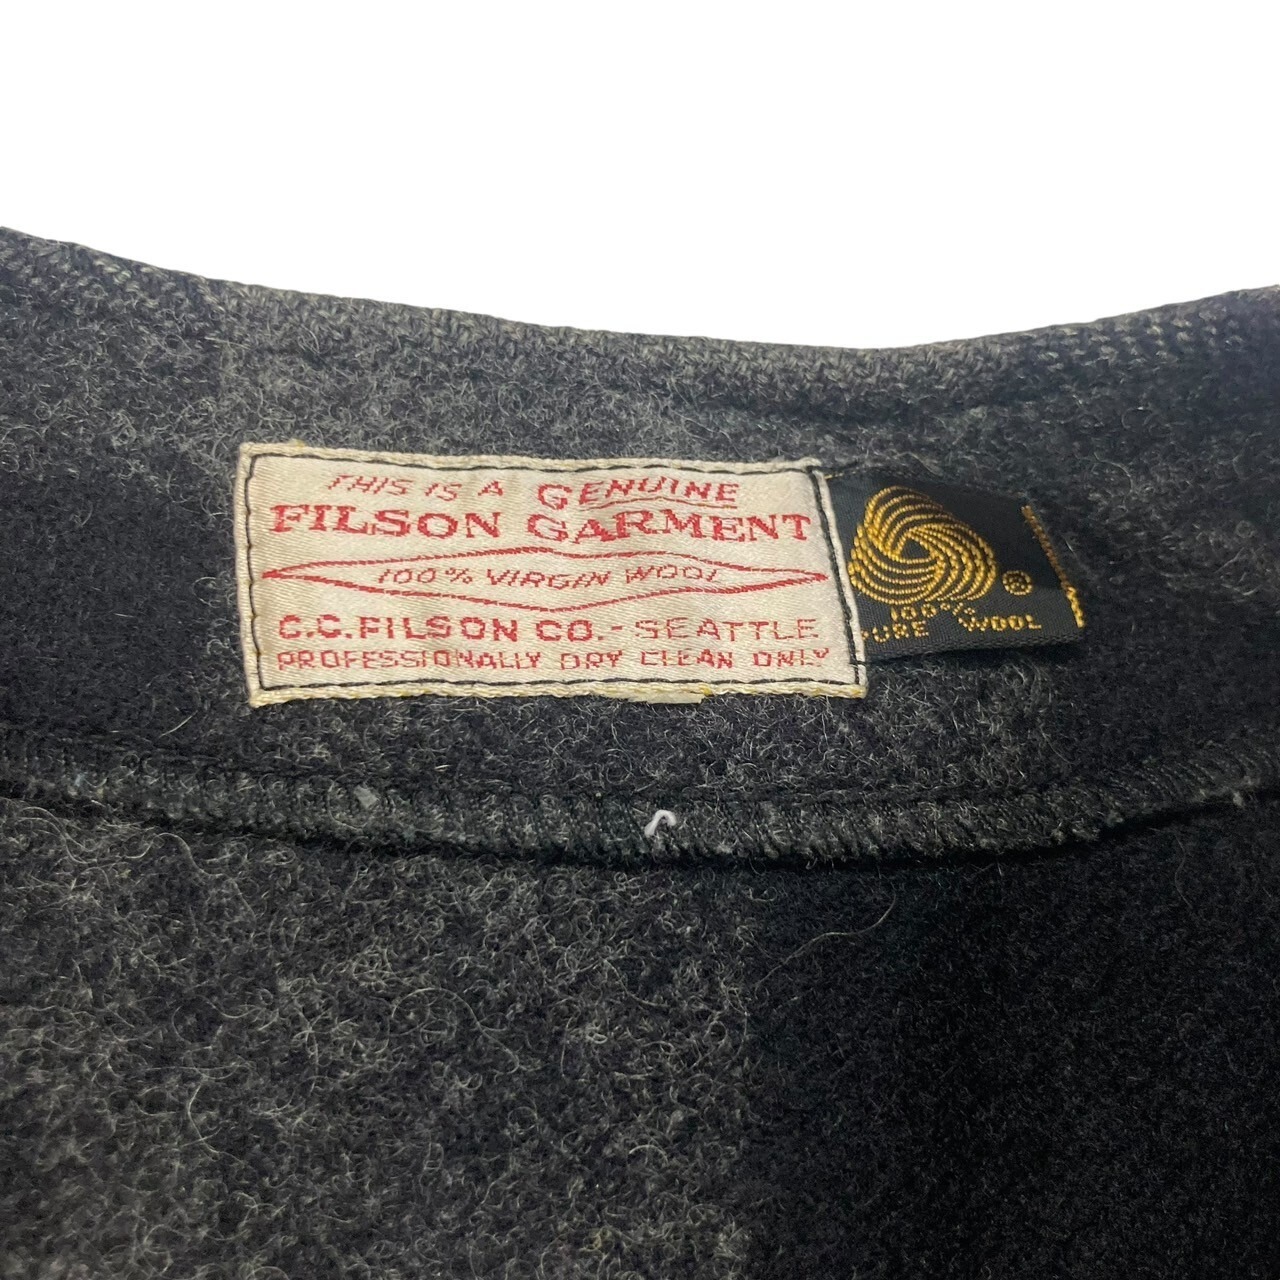 THIS IS A GENUINE
FILSON GARMENT
100% VIRGIN WOOL
C.C. FILSON CO. - SEATTLE
PROFESSIONALLY DRY CLEAN ONLY
®
100%
PURE WOOL